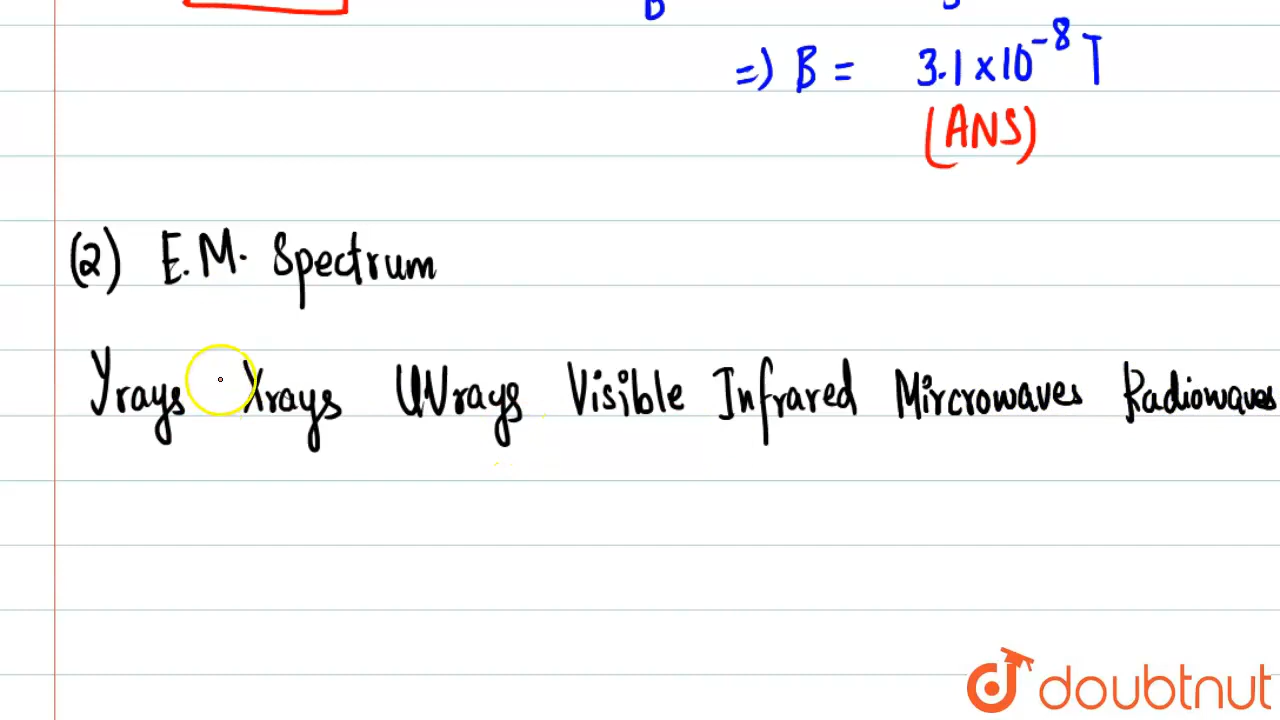 =) B = 3.1×10⁻⁸ T
(ANS)
(2) E.M. Spectrum
γrays Xrays UVrays Visible Infrared Mircrowaves Radiowaves
doubtnut